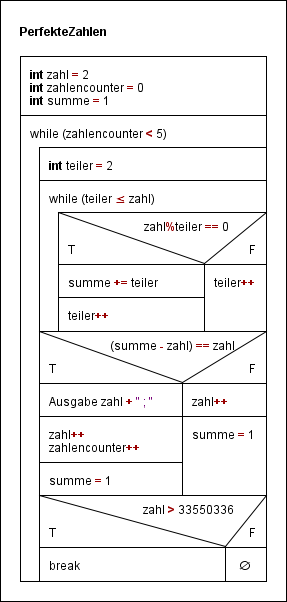 PerfekteZahlen
int zahl = 2
int zahlencounter = 0
int summe = 1
while (zahlencounter < 5)
int teiler = 2
while (teiler ≤ zahl)
zahl%teiler == 0
T F
summe += teiler teiler++
teiler++
(summe - zahl) == zahl
T F
Ausgabe zahl + " ; " zahl++
zahl++ summe = 1
zahlencounter++
summe = 1
zahl > 33550336
T F
break ∅